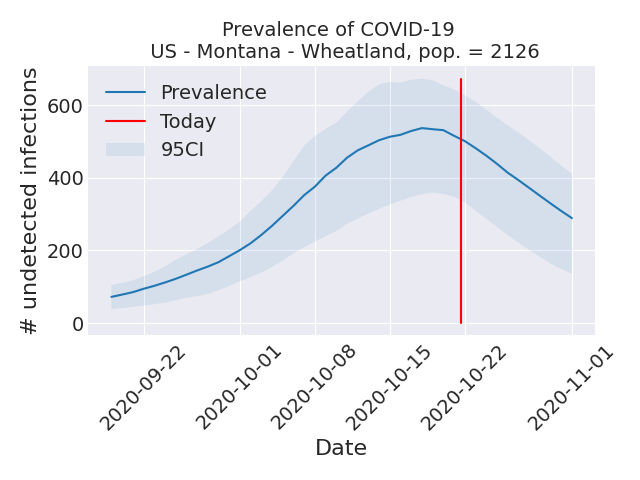 Prevalence of COVID-19
US - Montana - Wheatland, pop. = 2126
# undetected infections
600
400
200
0
Prevalence
Today
95CI
2020-09-22
2020-10-01
2020-10-08
2020-10-15
2020-10-22
2020-11-01
Date